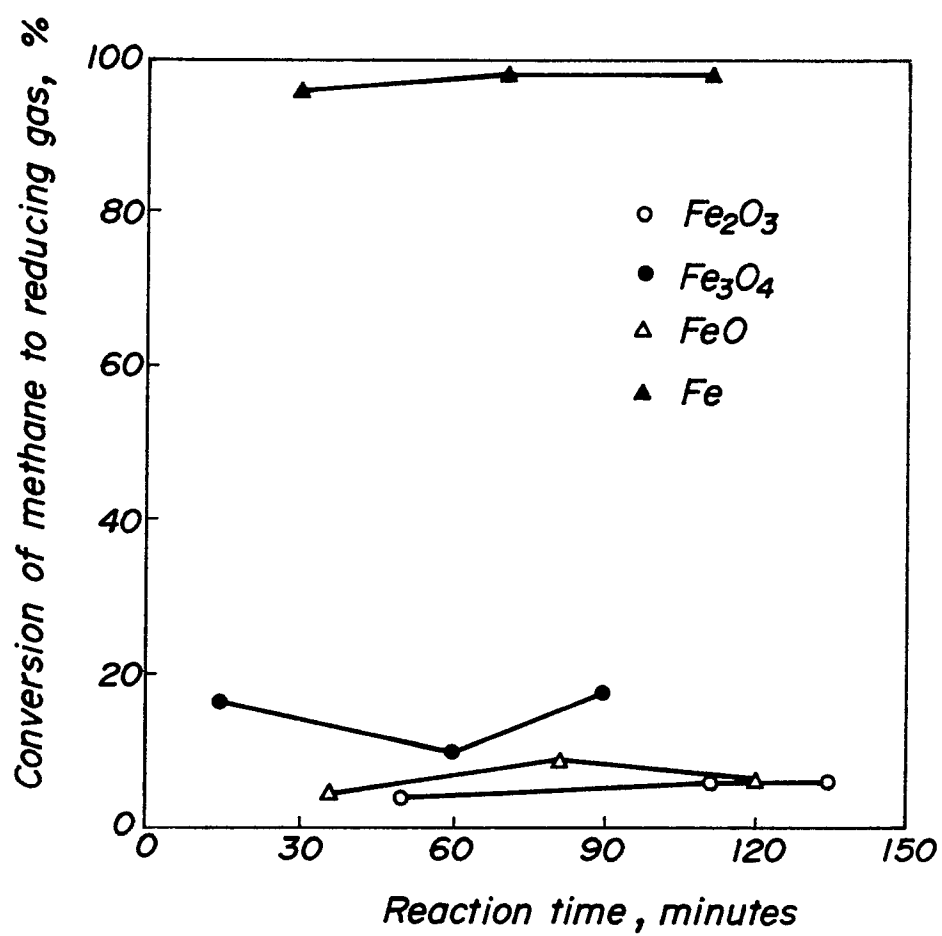 Conversion of methane to reducing gas, %
100
80
60
40
20
0
Fe₂O₃
Fe₃O₄
FeO
Fe
0 30 60 90 120 150
Reaction time, minutes